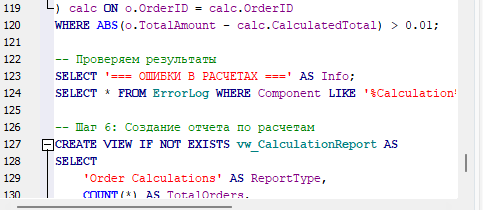 119 ) calc ON o.OrderID = calc.OrderID
120 WHERE ABS(o.TotalAmount - calc.CalculatedTotal) > 0.01;
121
122 -- Проверяем результаты
123 SELECT '=== ОШИБКИ В РАСЧЕТАХ ===' AS Info;
124 SELECT * FROM ErrorLog WHERE Component LIKE '%Calculation%
125
126 -- Шаг 6: Создание отчета по расчетам
127 CREATE VIEW IF NOT EXISTS vw_CalculationReport AS
128 SELECT
129 'Order Calculations' AS ReportType,
130 COUNT(*) AS TotalOrders,